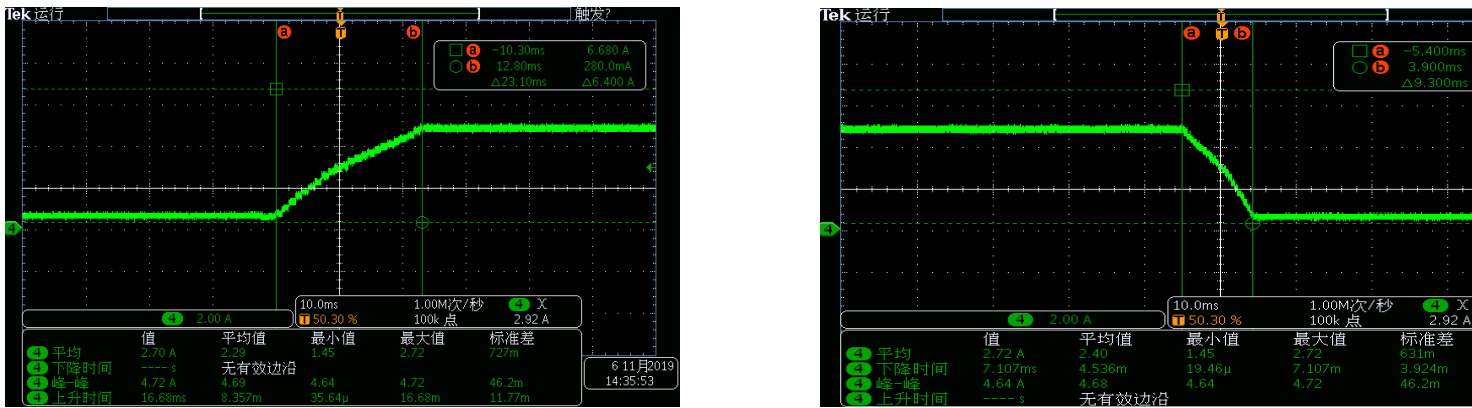 Tek 运行
触发?
T
a
T
b
a −10.30ms 6.680 A
b 12.80ms 280.0mA
△23.10ms △6.400 A
4
4 2.00 A
10.0ms 1.00M次/秒 4 X
T 50.30 % 100k 点 2.92 A
值 平均值 最小值 最大值 标准差
4 平均 2.70 A 2.29 1.45 2.72 727m
4 下降时间 ---- s 无有效边沿
4 峰-峰 4.72 A 4.69 4.64 4.72 46.2m
4 上升时间 16.68ms 8.357m 35.64µ 16.68m 11.77m
6 11月2019
14:35:53
Tek 运行
T
a
T
b
a −5.400ms
b 3.900ms
△9.300ms
4
4 2.00 A
10.0ms 1.00M次/秒 4 X
T 50.30 % 100k 点 2.92 A
值 平均值 最小值 最大值 标准差
4 平均 2.72 A 2.40 1.45 2.72 631m
4 下降时间 7.107ms 4.536m 19.46µ 7.107m 3.924m
4 峰-峰 4.64 A 4.68 4.64 4.72 46.2m
4 上升时间 ---- s 无有效边沿